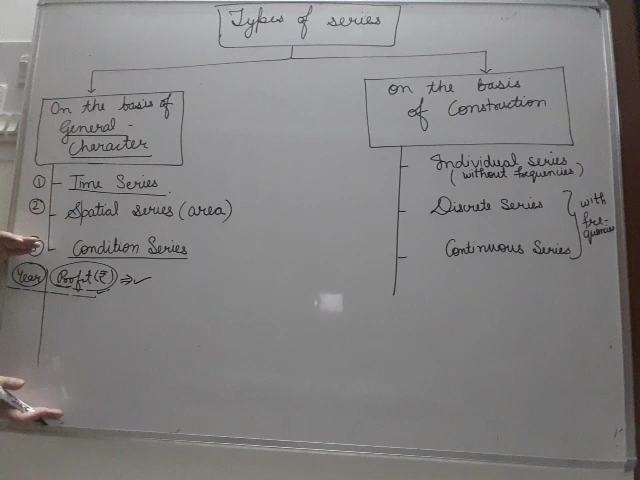 Types of series
On the basis of
General -
Character
① Time Series
② Spatial series (area)
Condition Series
Year Profit (₹) ⇒ ✓
on the basis
of Construction
Individual series
(without frequencies)
Discrete Series
Continuous Series
with
fre-
quencies